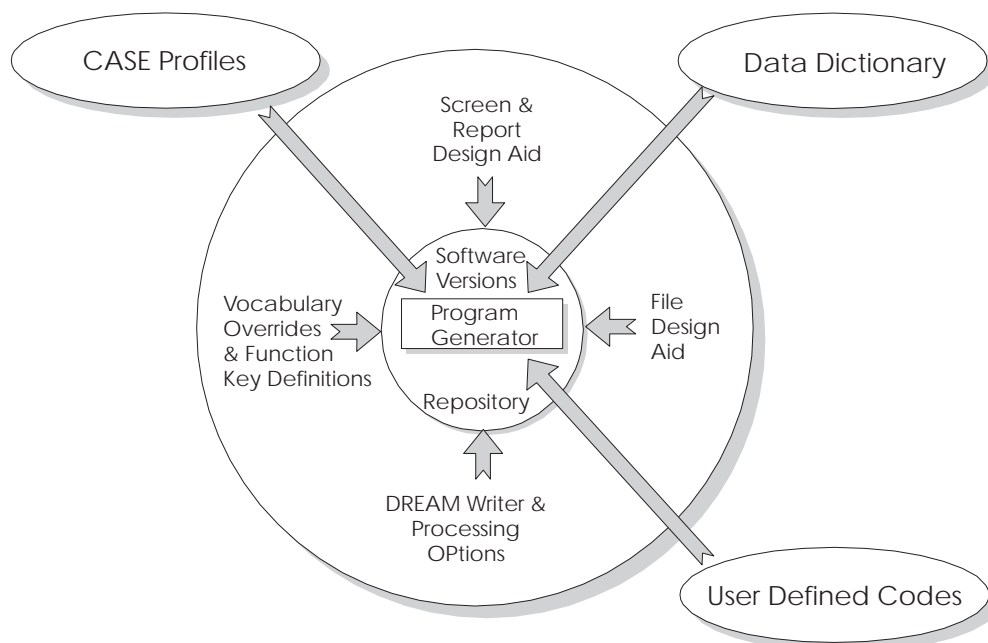 CASE Profiles
Data Dictionary
Screen &
Report
Design Aid
Software
Versions
Program
Generator
Repository
Vocabulary
Overrides
& Function
Key Definitions
File
Design
Aid
DREAM Writer &
Processing
OPtions
User Defined Codes